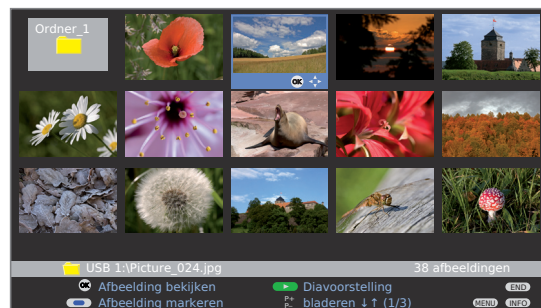 Ordner_1
OK
USB 1:\Picture_024.jpg 38 afbeeldingen
OK Afbeelding bekijken Diavoorstelling END
Afbeelding markeren P+ P- bladeren ↓↑ (1/3) MENU INFO